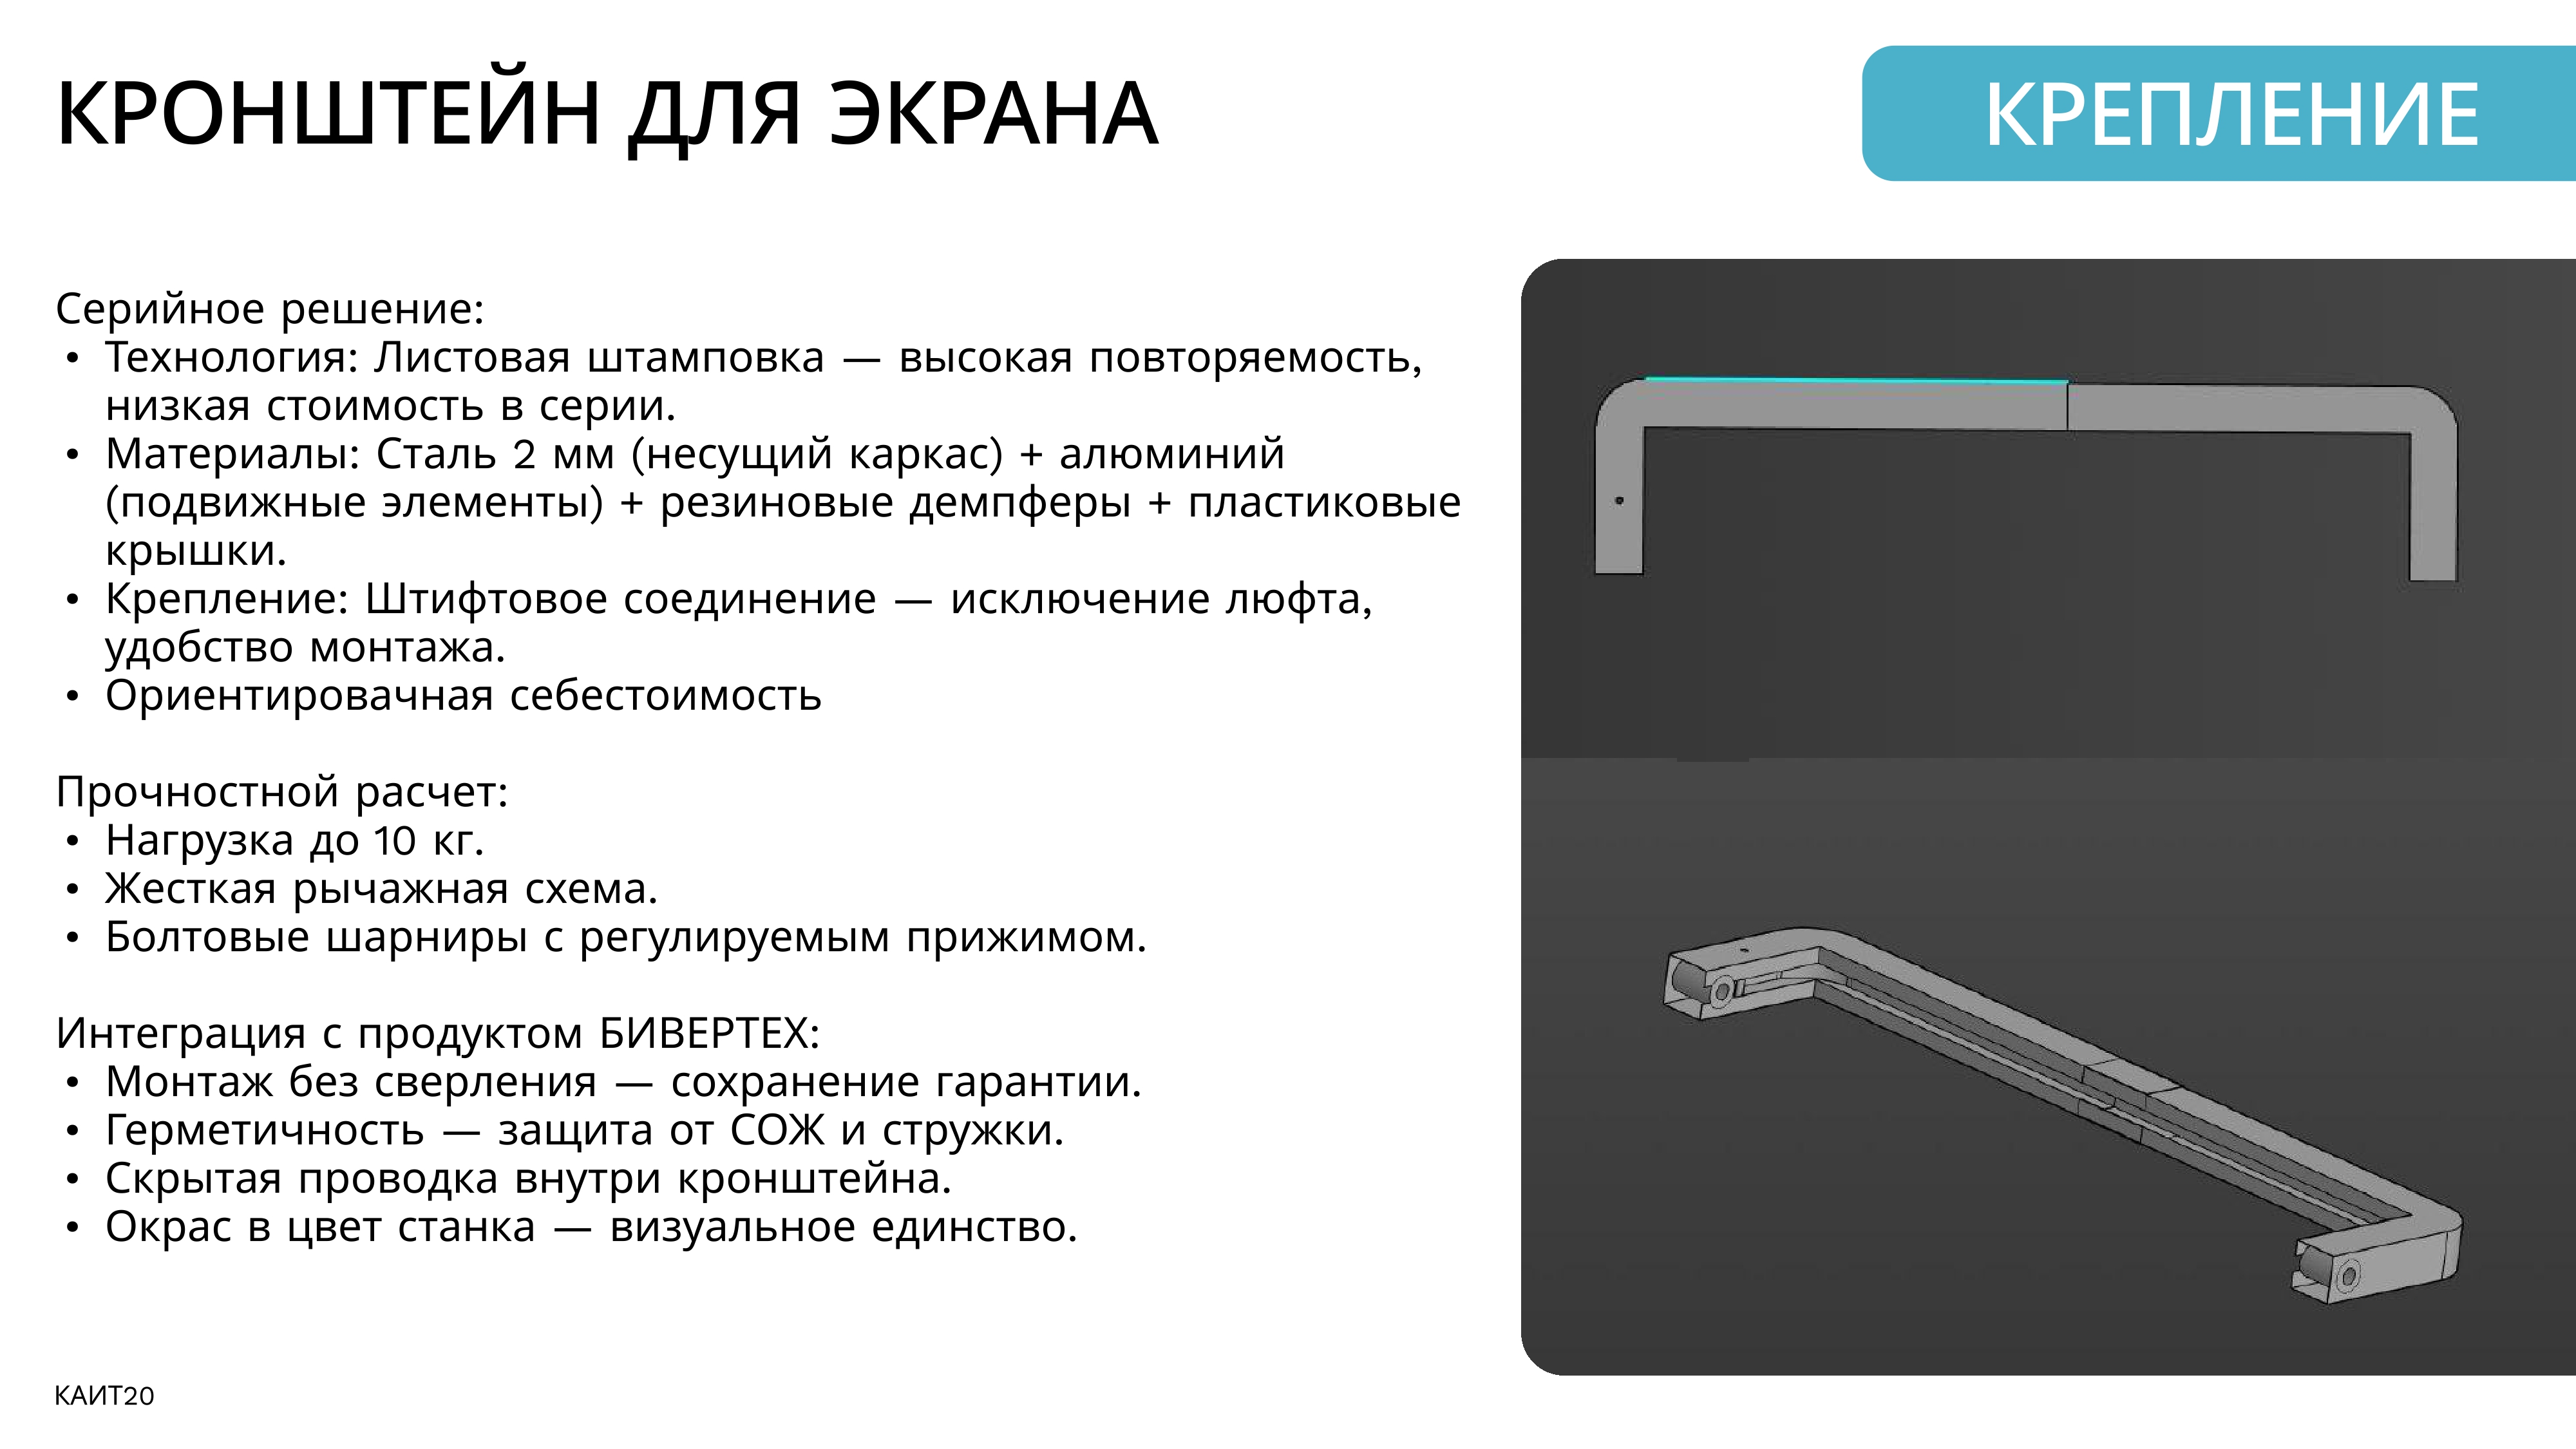 КРОНШТЕЙН ДЛЯ ЭКРАНА
КРЕПЛЕНИЕ
Серийное решение:
• Технология: Листовая штамповка — высокая повторяемость,
низкая стоимость в серии.
• Материалы: Сталь 2 мм (несущий каркас) + алюминий
(подвижные элементы) + резиновые демпферы + пластиковые
крышки.
• Крепление: Штифтовое соединение — исключение люфта,
удобство монтажа.
• Ориентировачная себестоимость
Прочностной расчет:
• Нагрузка до 10 кг.
• Жесткая рычажная схема.
• Болтовые шарниры с регулируемым прижимом.
Интеграция с продуктом БИВЕРТЕХ:
• Монтаж без сверления — сохранение гарантии.
• Герметичность — защита от СОЖ и стружки.
• Скрытая проводка внутри кронштейна.
• Окрас в цвет станка — визуальное единство.
КАИТ20